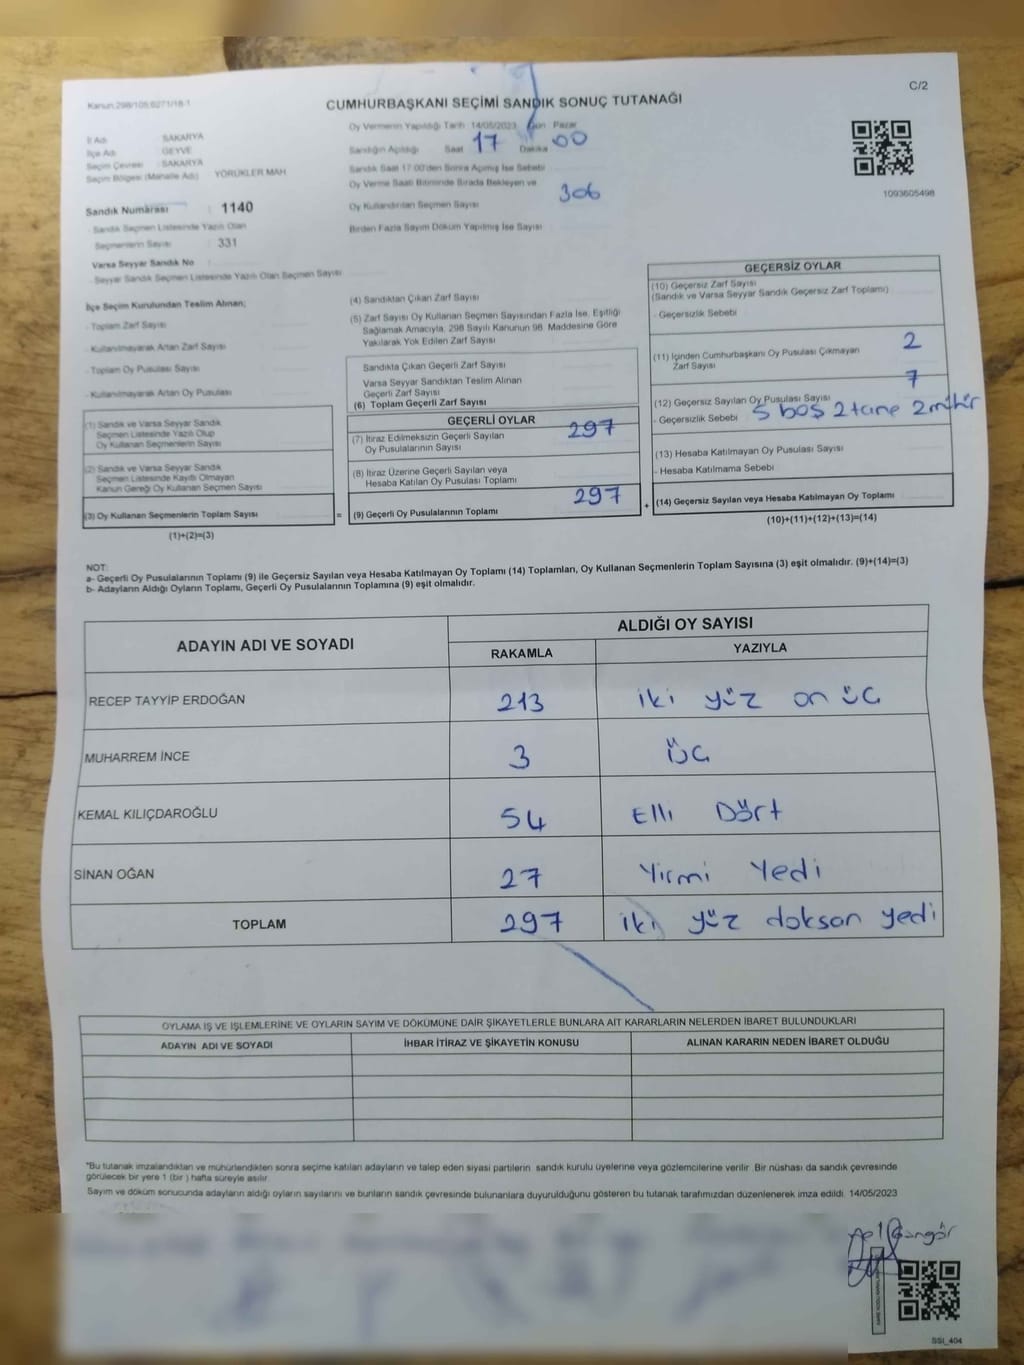 C/2
Kanun:298/105;6271/18-1
CUMHURBAŞKANI SEÇİMİ SANDIK SONUÇ TUTANAĞI
1093605498
İl Adı SAKARYA
İlçe Adı GEYVE
Seçim Çevresi : SAKARYA
Seçim Bölgesi (Mahalle Adı) YÖRÜKLER MAH
Sandık Numarası : 1140
- Sandık Seçmen Listesinde Yazılı Olan
Seçmenlerin Sayısı : 331
Varsa Seyyar Sandık No
- Seyyar Sandık Seçmen Listesinde Yazılı Olan Seçmen Sayısı
Oy Vermenin Yapıldığı Tarih 14/05/2023 Gün Pazar
Sandığın Açıldığı Saat 17 Dakika 00
Sandık Saat 17:00'den Sonra Açılmış İse Sebebi
Oy Verme Saati Bitiminde Sırada Bekleyen ve
Oy Kullandırılan Seçmen Sayısı 306
Birden Fazla Sayım Döküm Yapılmış İse Sayısı
İlçe Seçim Kurulundan Teslim Alınan;
- Toplam Zarf Sayısı
- Kullanılmayarak Artan Zarf Sayısı
- Toplam Oy Pusulası Sayısı
- Kullanılmayarak Artan Oy Pusulası
(1) Sandık ve Varsa Seyyar Sandık
Seçmen Listesinde Yazılı Olup
Oy Kullanan Seçmenlerin Sayısı
(2) Sandık ve Varsa Seyyar Sandık
Seçmen Listesinde Kayıtlı Olmayan
Kanun Gereği Oy Kullanan Seçmen Sayısı
(3) Oy Kullanan Seçmenlerin Toplam Sayısı
(1)+(2)=(3)
(4) Sandıktan Çıkan Zarf Sayısı
(5) Zarf Sayısı Oy Kullanan Seçmen Sayısından Fazla İse, Eşitliği
Sağlamak Amacıyla, 298 Sayılı Kanunun 98. Maddesine Göre
Yakılarak Yok Edilen Zarf Sayısı
Sandıkta Çıkan Geçerli Zarf Sayısı
Varsa Seyyar Sandıktan Teslim Alınan
Geçerli Zarf Sayısı
(6) Toplam Geçerli Zarf Sayısı
GEÇERLİ OYLAR
(7) İtiraz Edilmeksizin Geçerli Sayılan 297
Oy Pusulalarının Sayısı
(8) İtiraz Üzerine Geçerli Sayılan veya
Hesaba Katılan Oy Pusulası Toplamı
= (9) Geçerli Oy Pusulalarının Toplamı 297
GEÇERSİZ OYLAR
(10) Geçersiz Zarf Sayısı
(Sandık ve Varsa Seyyar Sandık Geçersiz Zarf Toplamı)
- Geçersizlik Sebebi
(11) İçinden Cumhurbaşkanı Oy Pusulası Çıkmayan 2
Zarf Sayısı
(12) Geçersiz Sayılan Oy Pusulası Sayısı 7
- Geçersizlik Sebebi 5 boş 2 tane 2 mühür
(13) Hesaba Katılmayan Oy Pusulası Sayısı
- Hesaba Katılmama Sebebi
+ (14) Geçersiz Sayılan veya Hesaba Katılmayan Oy Toplamı
(10)+(11)+(12)+(13)=(14)
NOT:
a- Geçerli Oy Pusulalarının Toplamı (9) ile Geçersiz Sayılan veya Hesaba Katılmayan Oy Toplamı (14) Toplamları, Oy Kullanan Seçmenlerin Toplam Sayısına (3) eşit olmalıdır. (9)+(14)=(3)
b- Adayların Aldığı Oyların Toplamı, Geçerli Oy Pusulalarının Toplamına (9) eşit olmalıdır.
ADAYIN ADI VE SOYADI ALDIĞI OY SAYISI
RAKAMLA YAZIYLA
RECEP TAYYİP ERDOĞAN 213 iki yüz on üç
MUHARREM İNCE 3 üç
KEMAL KILIÇDAROĞLU 54 Elli Dört
SİNAN OĞAN 27 Yirmi Yedi
TOPLAM 297 iki yüz doksan yedi
OYLAMA İŞ VE İŞLEMLERİNE VE OYLARIN SAYIM VE DÖKÜMÜNE DAİR ŞİKAYETLERLE BUNLARA AİT KARARLARIN NELERDEN İBARET BULUNDUKLARI
ADAYIN ADI VE SOYADI İHBAR İTİRAZ VE ŞİKAYETİN KONUSU ALINAN KARARIN NEDEN İBARET OLDUĞU
*Bu tutanak imzalandıktan ve mühürlendikten sonra seçime katılan adayların ve talep eden siyasi partilerin sandık kurulu üyelerine veya gözlemcilerine verilir. Bir nüshası da sandık çevresinde
görülecek bir yere 1 (bir ) hafta süreyle asılır.
Sayım ve döküm sonucunda adayların aldığı oyların sayılarını ve bunların sandık çevresinde bulunanlara duyurulduğunu gösteren bu tutanak tarafımızdan düzenlenerek imza edildi. 14/05/2023
SSI_404